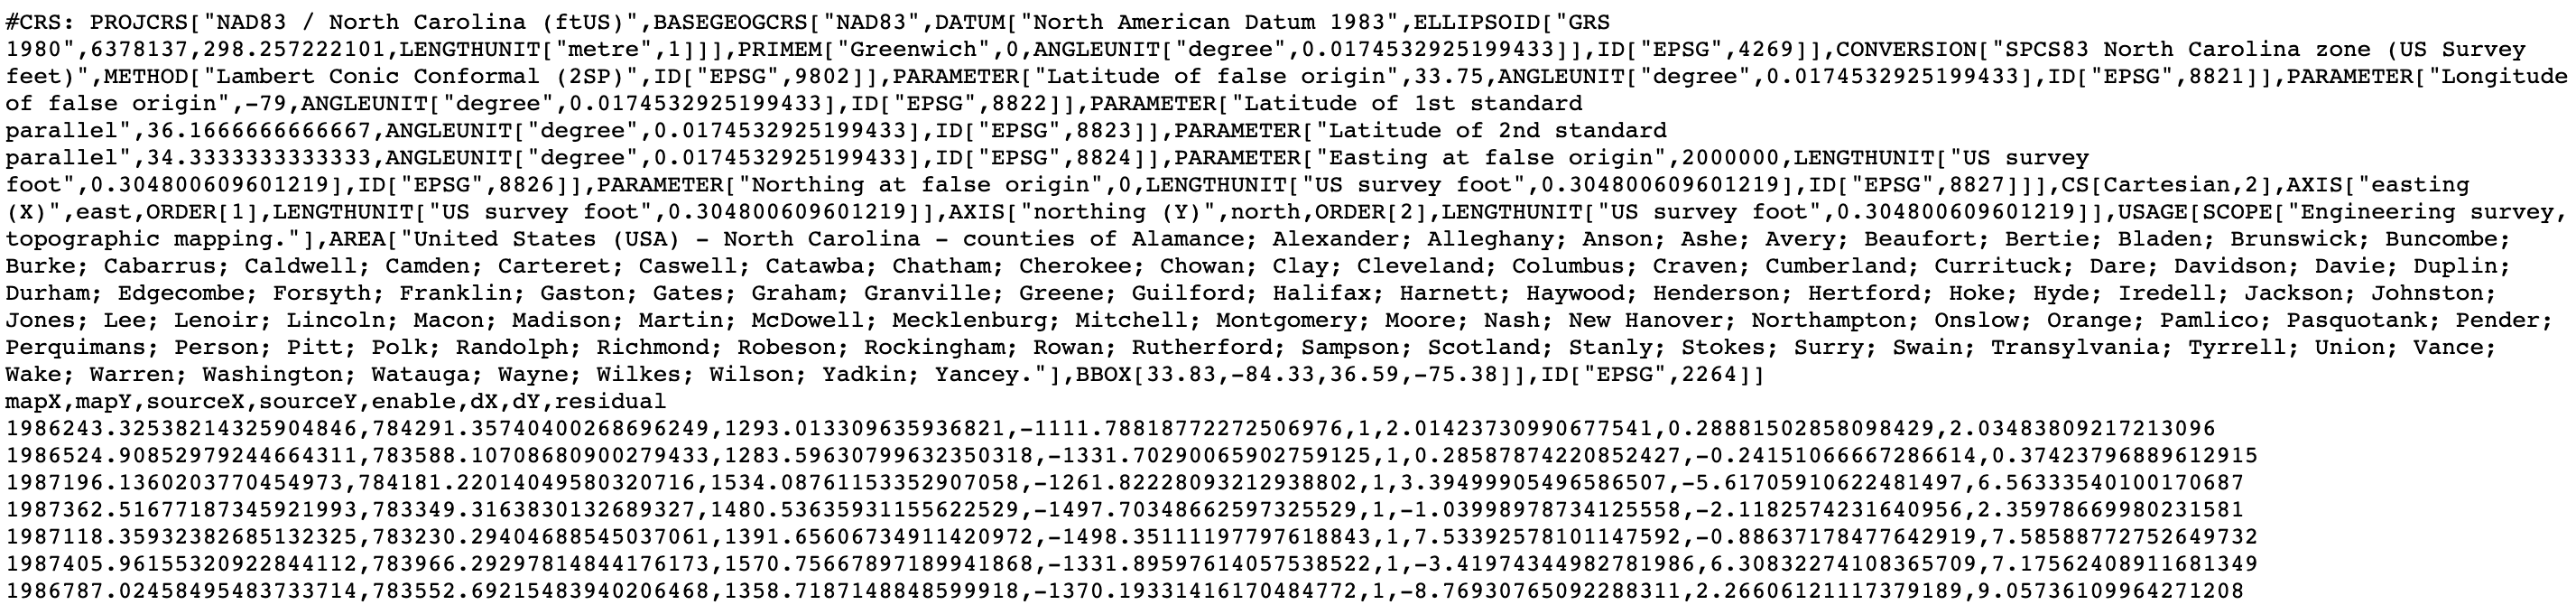 #CRS: PROJCRS["NAD83 / North Carolina (ftUS)",BASEGEOGCRS["NAD83",DATUM["North American Datum 1983",ELLIPSOID["GRS
1980",6378137,298.257222101,LENGTHUNIT["metre",1]]],PRIMEM["Greenwich",0,ANGLEUNIT["degree",0.0174532925199433]],ID["EPSG",4269]],CONVERSION["SPCS83 North Carolina zone (US Survey
feet)",METHOD["Lambert Conic Conformal (2SP)",ID["EPSG",9802]],PARAMETER["Latitude of false origin",33.75,ANGLEUNIT["degree",0.0174532925199433],ID["EPSG",8821]],PARAMETER["Longitude
of false origin",-79,ANGLEUNIT["degree",0.0174532925199433],ID["EPSG",8822]],PARAMETER["Latitude of 1st standard
parallel",36.1666666666667,ANGLEUNIT["degree",0.0174532925199433],ID["EPSG",8823]],PARAMETER["Latitude of 2nd standard
parallel",34.3333333333333,ANGLEUNIT["degree",0.0174532925199433],ID["EPSG",8824]],PARAMETER["Easting at false origin",2000000,LENGTHUNIT["US survey
foot",0.304800609601219],ID["EPSG",8826]],PARAMETER["Northing at false origin",0,LENGTHUNIT["US survey foot",0.304800609601219],ID["EPSG",8827]]],CS[Cartesian,2],AXIS["easting
(X)",east,ORDER[1],LENGTHUNIT["US survey foot",0.304800609601219]],AXIS["northing (Y)",north,ORDER[2],LENGTHUNIT["US survey foot",0.304800609601219]],USAGE[SCOPE["Engineering survey,
topographic mapping."],AREA["United States (USA) - North Carolina - counties of Alamance; Alexander; Alleghany; Anson; Ashe; Avery; Beaufort; Bertie; Bladen; Brunswick; Buncombe;
Burke; Cabarrus; Caldwell; Camden; Carteret; Caswell; Catawba; Chatham; Cherokee; Chowan; Clay; Cleveland; Columbus; Craven; Cumberland; Currituck; Dare; Davidson; Davie; Duplin;
Durham; Edgecombe; Forsyth; Franklin; Gaston; Gates; Graham; Granville; Greene; Guilford; Halifax; Harnett; Haywood; Henderson; Hertford; Hoke; Hyde; Iredell; Jackson; Johnston;
Jones; Lee; Lenoir; Lincoln; Macon; Madison; Martin; McDowell; Mecklenburg; Mitchell; Montgomery; Moore; Nash; New Hanover; Northampton; Onslow; Orange; Pamlico; Pasquotank; Pender;
Perquimans; Person; Pitt; Polk; Randolph; Richmond; Robeson; Rockingham; Rowan; Rutherford; Sampson; Scotland; Stanly; Stokes; Surry; Swain; Transylvania; Tyrrell; Union; Vance;
Wake; Warren; Washington; Watauga; Wayne; Wilkes; Wilson; Yadkin; Yancey."],BBOX[33.83,-84.33,36.59,-75.38]],ID["EPSG",2264]]
mapX,mapY,sourceX,sourceY,enable,dX,dY,residual
1986243.32538214325904846,784291.35740400268696249,1293.013309635936821,-1111.78818772272506976,1,2.01423730990677541,0.28881502858098429,2.03483809217213096
1986524.90852979244664311,783588.10708680900279433,1283.59630799632350318,-1331.70290065902759125,1,0.28587874220852427,-0.24151066667286614,0.37423796889612915
1987196.1360203770454973,784181.22014049580320716,1534.08761153352907058,-1261.82228093212938802,1,3.39499905496586507,-5.61705910622481497,6.56333540100170687
1987362.51677187345921993,783349.3163830132689327,1480.53635931155622529,-1497.70348662597325529,1,-1.03998978734125558,-2.1182574231640956,2.35978669980231581
1987118.35932382685132325,783230.29404688545037061,1391.65606734911420972,-1498.35111197797618843,1,7.53392578101147592,-0.88637178477642919,7.58588772752649732
1987405.96155320922844112,783966.29297814844176173,1570.75667897189941868,-1331.89597614057538522,1,-3.41974344982781986,6.30832274108365709,7.17562408911681349
1986787.02458495483733714,783552.69215483940206468,1358.7187148848599918,-1370.19331416170484772,1,-8.76930765092288311,2.26606121117379189,9.05736109964271208